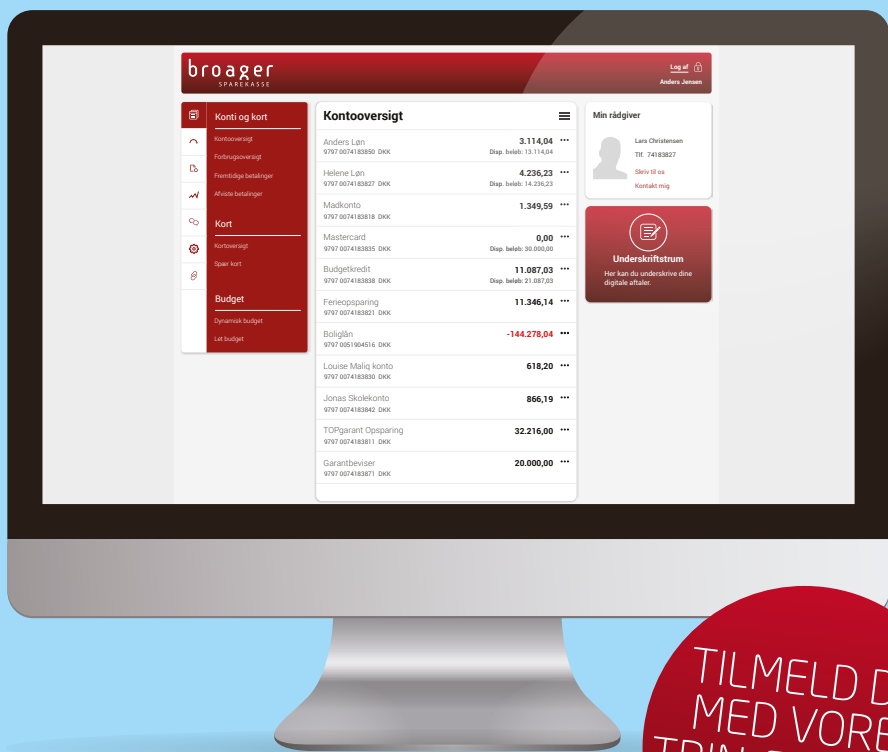 broager
SPAREKASSE
Log af
Anders Jensen
Konti og kort
Kontooversigt
Forbrugsoversigt
Fremtidige betalinger
Afviste betalinger
Kort
Kortoversigt
Spær kort
Budget
Dynamisk budget
Let budget
Kontooversigt
Anders Løn 3.114,04
9797 0074183850 DKK Disp. beløb: 13.114,04
Helene Løn 4.236,23
9797 0074183827 DKK Disp. beløb: 14.236,23
Madkonto 1.349,59
9797 0074183818 DKK
Mastercard 0,00
9797 0074183835 DKK Disp. beløb: 30.000,00
Budgetkredit 11.087,03
9797 0074183838 DKK Disp. beløb: 21.087,03
Ferieopsparing 11.346,14
9797 0074183821 DKK
Boliglån -144.278,04
9797 0051904516 DKK
Louise Maliq konto 618,20
9797 0074183830 DKK
Jonas Skolekonto 866,19
9797 0074183842 DKK
TOPgarant Opsparing 32.216,00
9797 0074183811 DKK
Garantbeviser 20.000,00
9797 0074183871 DKK
Min rådgiver
Lars Christensen
Tlf. 74183827
Skriv til os
Kontakt mig
Underskriftstrum
Her kan du underskrive dine
digitale aftaler.
TILMELD D
MED VORE